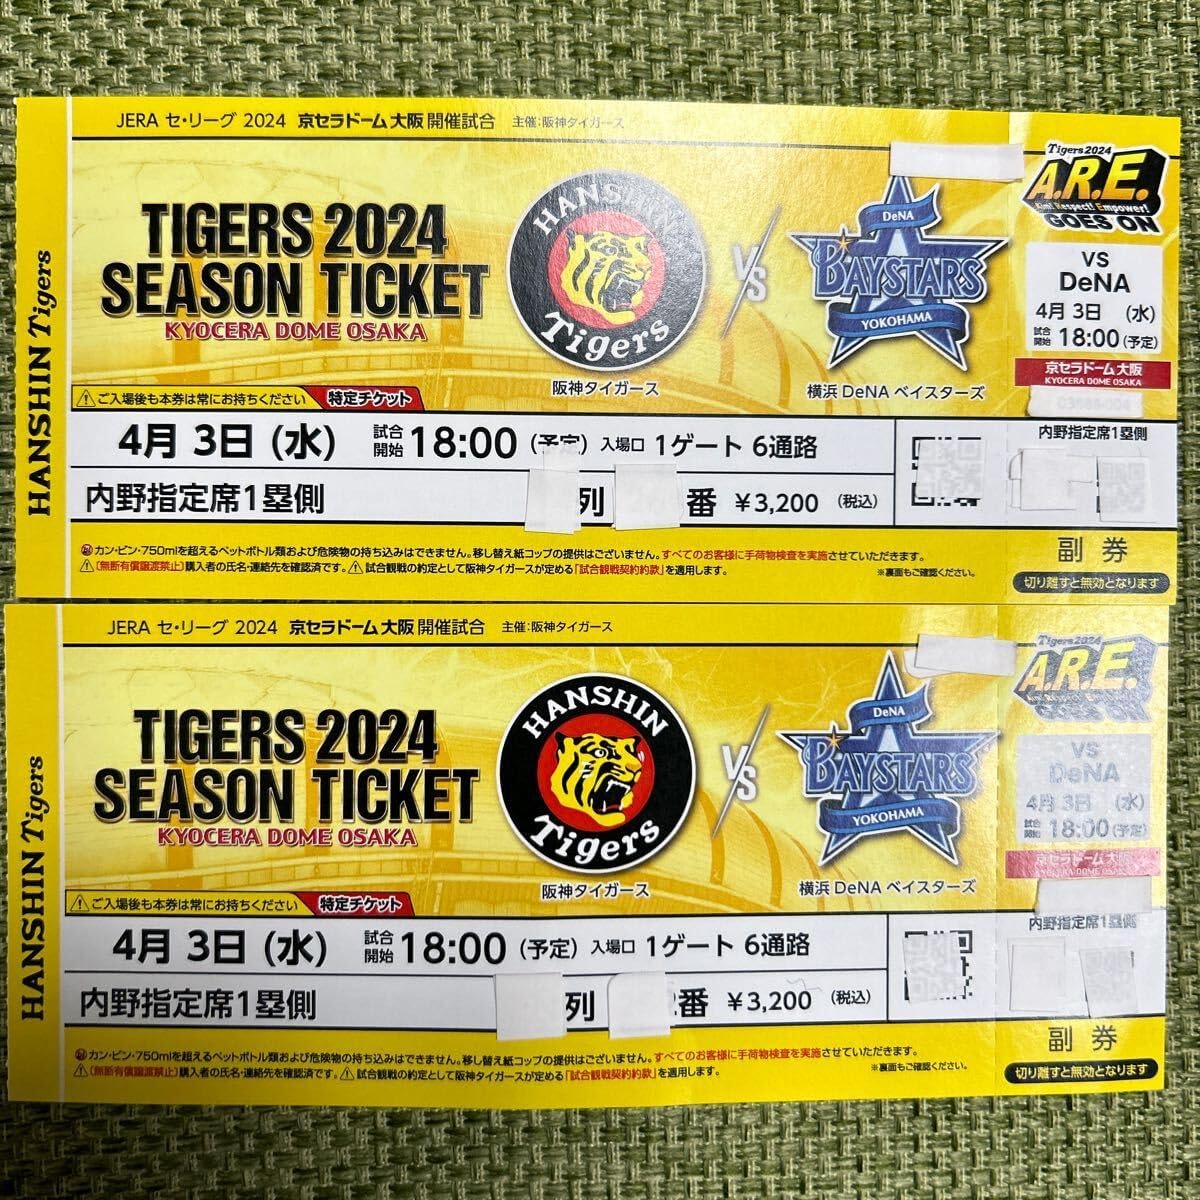 HANSHIN Tigers
JERA セ・リーグ 2024 京セラドーム大阪 開催試合 主催:阪神タイガース
TIGERS 2024
SEASON TICKET
KYOCERA DOME OSAKA
HANSHIN
Tigers
阪神タイガース
VS
DeNA
BAYSTARS
YOKOHAMA
横浜 DeNA ベイスターズ
⚠ご入場後も本券は常にお持ちください 特定チケット
4月 3日 (水) 試合開始 18:00 (予定) 入場口 1ゲート 6通路
内野指定席1塁側 列 番 ¥3,200 (税込)
カン・ビン・750mlを超えるペットボトル類および危険物の持ち込みはできません。移し替え紙コップの提供はございません。すべてのお客様に手荷物検査を実施させていただきます。
⚠〔無断有償譲渡禁止〕購入者の氏名・連絡先を確認済です。⚠試合観戦の約定として阪神タイガースが定める「試合観戦契約約款」を適用します。
※裏面もご確認ください。
Tigers2024
A.R.E.
Aim! Respect! Empower!
GOES ON
VS
DeNA
4月 3日 (水)
試合開始 18:00(予定)
京セラドーム大阪
KYOCERA DOME OSAKA
内野指定席1塁側
副 券
切り離すと無効となります
HANSHIN Tigers
JERA セ・リーグ 2024 京セラドーム大阪 開催試合 主催:阪神タイガース
TIGERS 2024
SEASON TICKET
KYOCERA DOME OSAKA
HANSHIN
Tigers
阪神タイガース
VS
DeNA
BAYSTARS
YOKOHAMA
横浜 DeNA ベイスターズ
⚠ご入場後も本券は常にお持ちください 特定チケット
4月 3日 (水) 試合開始 18:00 (予定) 入場口 1ゲート 6通路
内野指定席1塁側 列 番 ¥3,200 (税込)
カン・ビン・750mlを超えるペットボトル類および危険物の持ち込みはできません。移し替え紙コップの提供はございません。すべてのお客様に手荷物検査を実施させていただきます。
⚠〔無断有償譲渡禁止〕購入者の氏名・連絡先を確認済です。⚠試合観戦の約定として阪神タイガースが定める「試合観戦契約約款」を適用します。
※裏面もご確認ください。
Tigers2024
A.R.E.
GOES ON
VS
DeNA
4月 3日 (水)
試合開始 18:00(予定)
京セラドーム大阪
KYOCERA DOME OSAKA
内野指定席1塁側
副 券
切り離すと無効となります